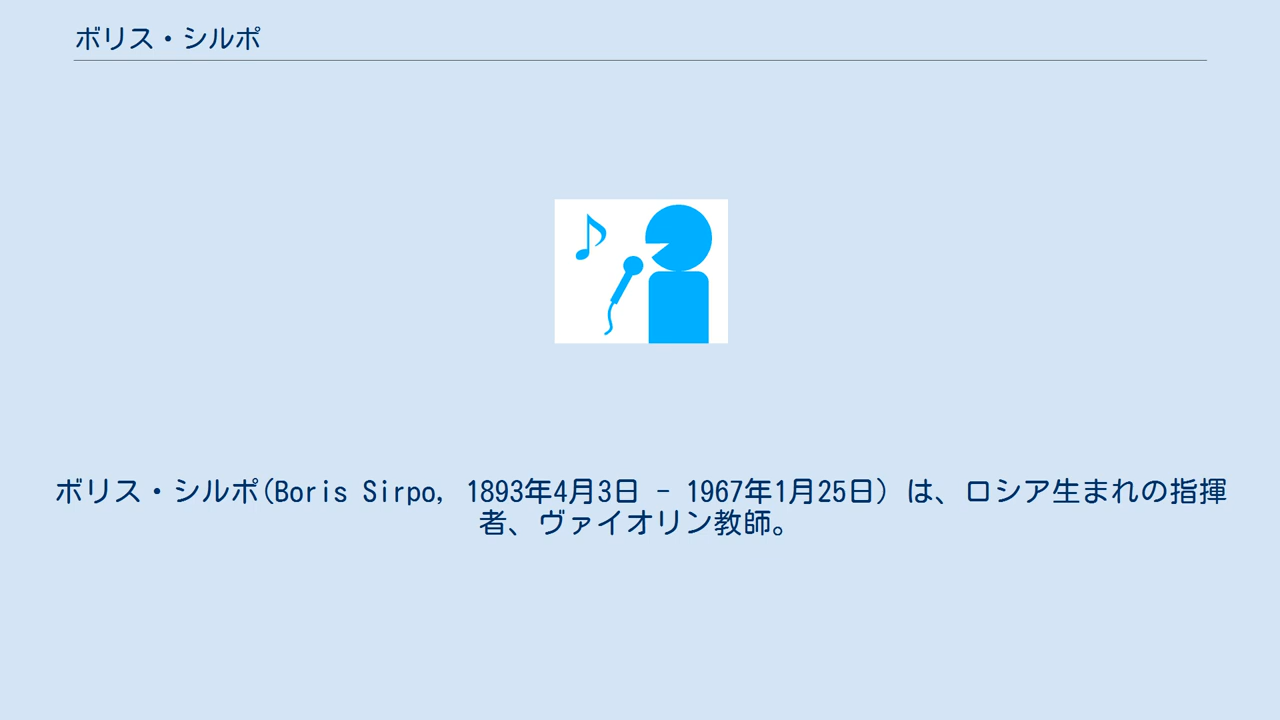 ボリス・シルポ
ボリス・シルポ(Boris Sirpo, 1893年4月3日 - 1967年1月25日) は、ロシア生まれの指揮
者、ヴァイオリン教師。